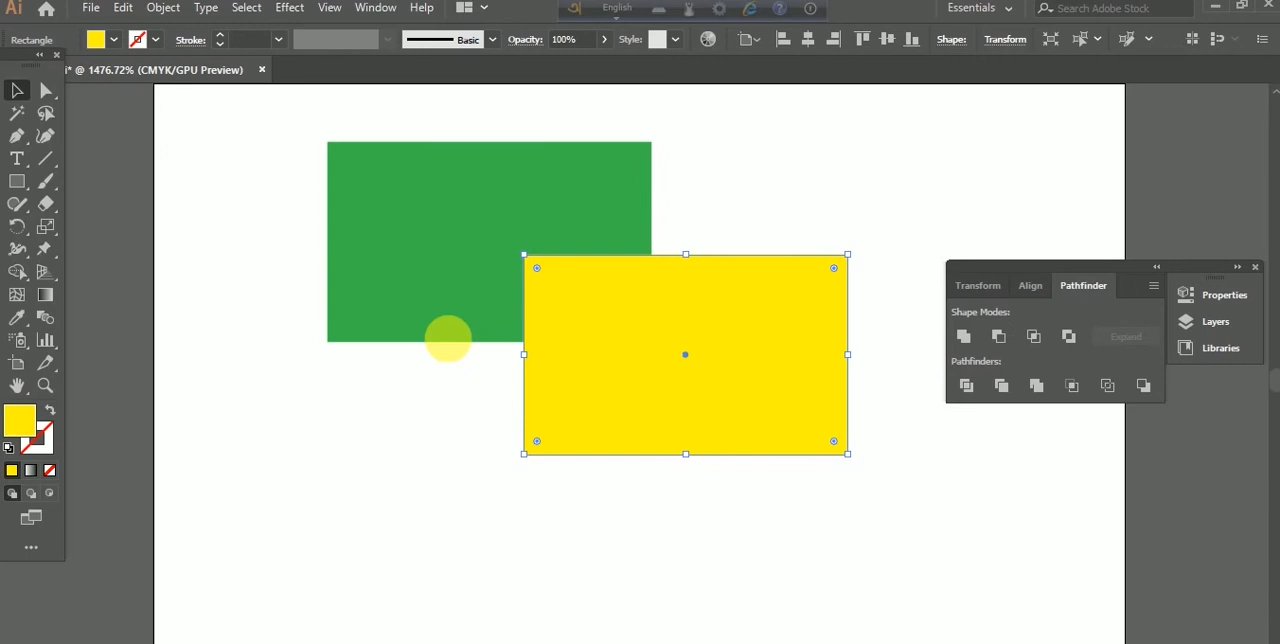 Ai File Edit Object Type Select Effect View Window Help English Essentials Search Adobe Stock
Rectangle Stroke: Basic Opacity: 100% Style: Shape: Transform
i* @ 1476.72% (CMYK/GPU Preview)
Transform Align Pathfinder
Shape Modes:
Expand
Pathfinders:
Properties
Layers
Libraries